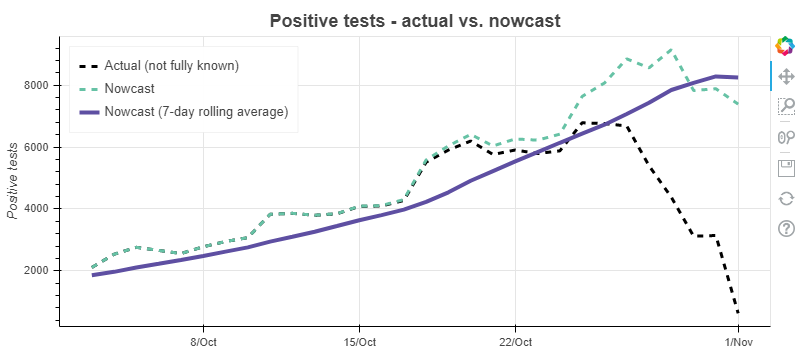 Positive tests - actual vs. nowcast
Actual (not fully known)
Nowcast
Nowcast (7-day rolling average)
Positive tests
8000
6000
4000
2000
8/Oct
15/Oct
22/Oct
1/Nov